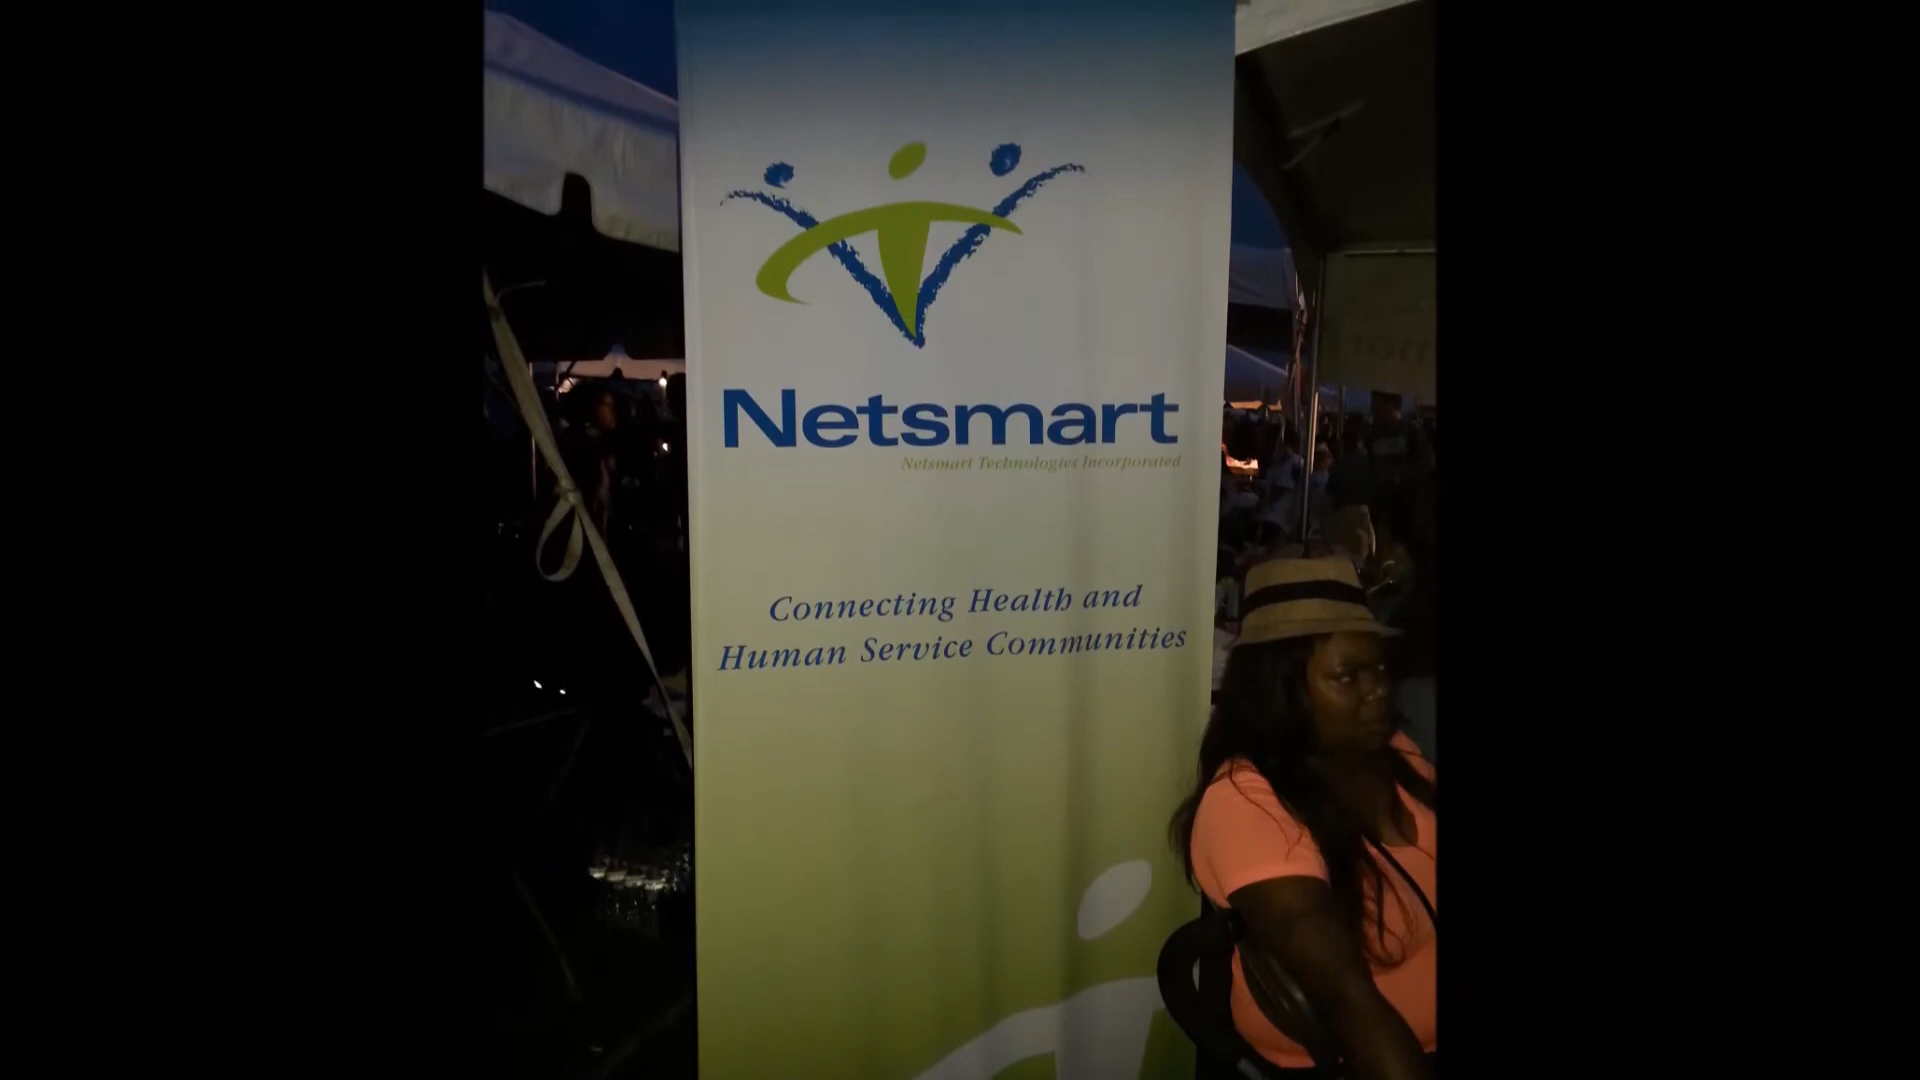 Netsmart
Netsmart Technologies Incorporated
Connecting Health and
Human Service Communities